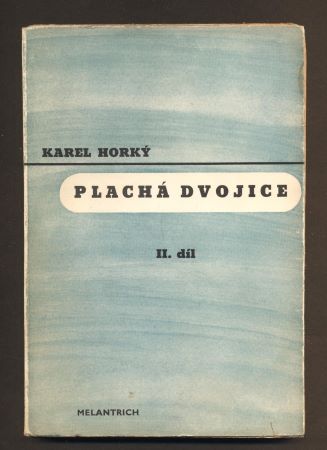 KAREL HORKÝ
PLACHÁ DVOJICE
II. díl
MELANTRICH